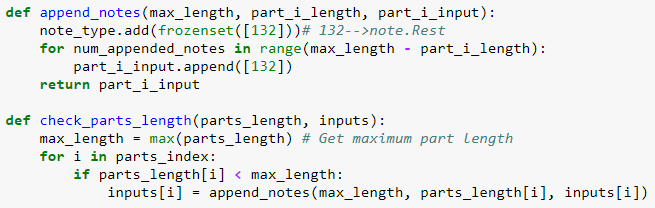 def append_notes(max_length, part_i_length, part_i_input):
    note_type.add(frozenset([132]))# 132-->note.Rest
    for num_appended_notes in range(max_length - part_i_length):
        part_i_input.append([132])
    return part_i_input

def check_parts_length(parts_length, inputs):
    max_length = max(parts_length) # Get maximum part length
    for i in parts_index:
        if parts_length[i] < max_length:
            inputs[i] = append_notes(max_length, parts_length[i], inputs[i])